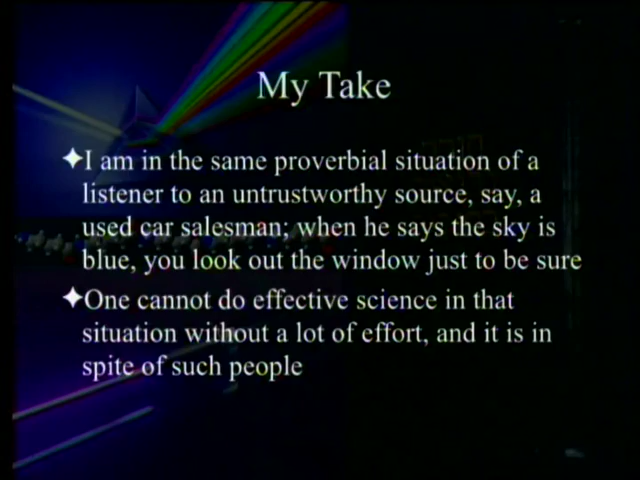 My Take
✦I am in the same proverbial situation of a
listener to an untrustworthy source, say, a
used car salesman; when he says the sky is
blue, you look out the window just to be sure
✦One cannot do effective science in that
situation without a lot of effort, and it is in
spite of such people